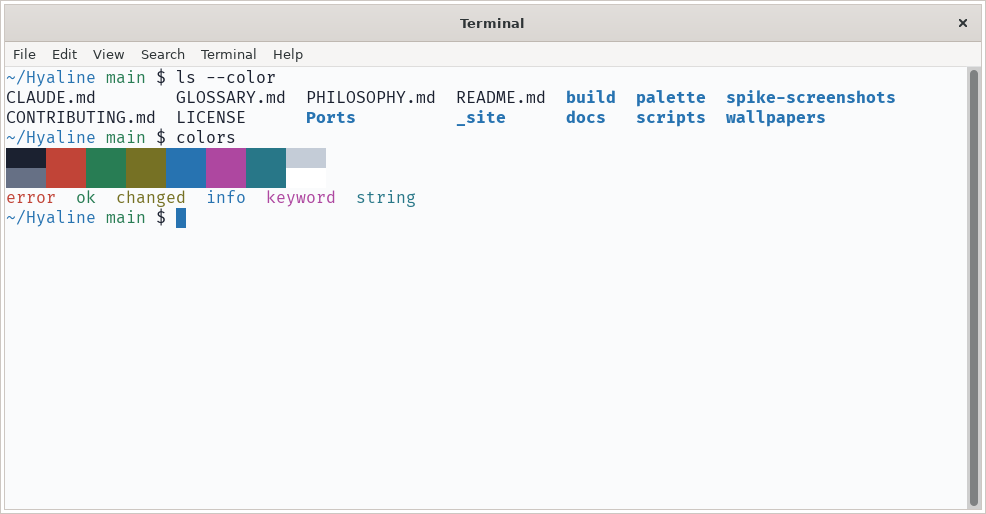 Terminal
File Edit View Search Terminal Help
~/Hyaline main $ ls --color
CLAUDE.md GLOSSARY.md PHILOSOPHY.md README.md build palette spike-screenshots
CONTRIBUTING.md LICENSE Ports _site docs scripts wallpapers
~/Hyaline main $ colors
error ok changed info keyword string
~/Hyaline main $